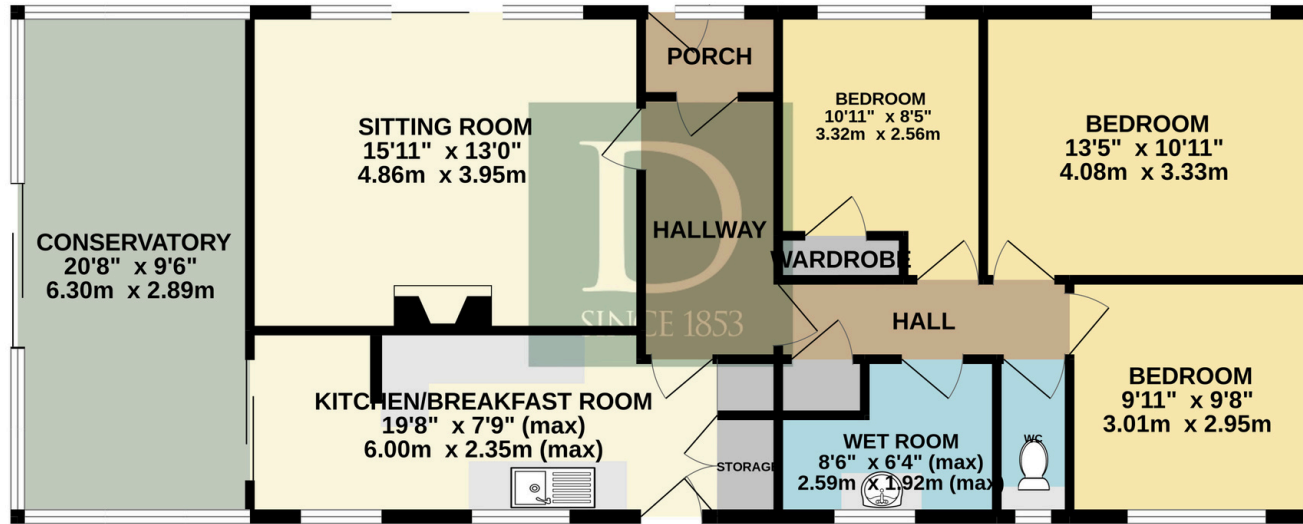 PORCH
SITTING ROOM
15'11" x 13'0"
4.86m x 3.95m
BEDROOM
10'11" x 8'5"
3.32m x 2.56m
BEDROOM
13'5" x 10'11"
4.08m x 3.33m
CONSERVATORY
20'8" x 9'6"
6.30m x 2.89m
D
HALLWAY
WARDROBE
SINCE 1853
HALL
KITCHEN/BREAKFAST ROOM
19'8" x 7'9" (max)
6.00m x 2.35m (max)
STORAGE
WET ROOM
8'6" x 6'4" (max)
2.59m x 1.92m (max)
WC
BEDROOM
9'11" x 9'8"
3.01m x 2.95m